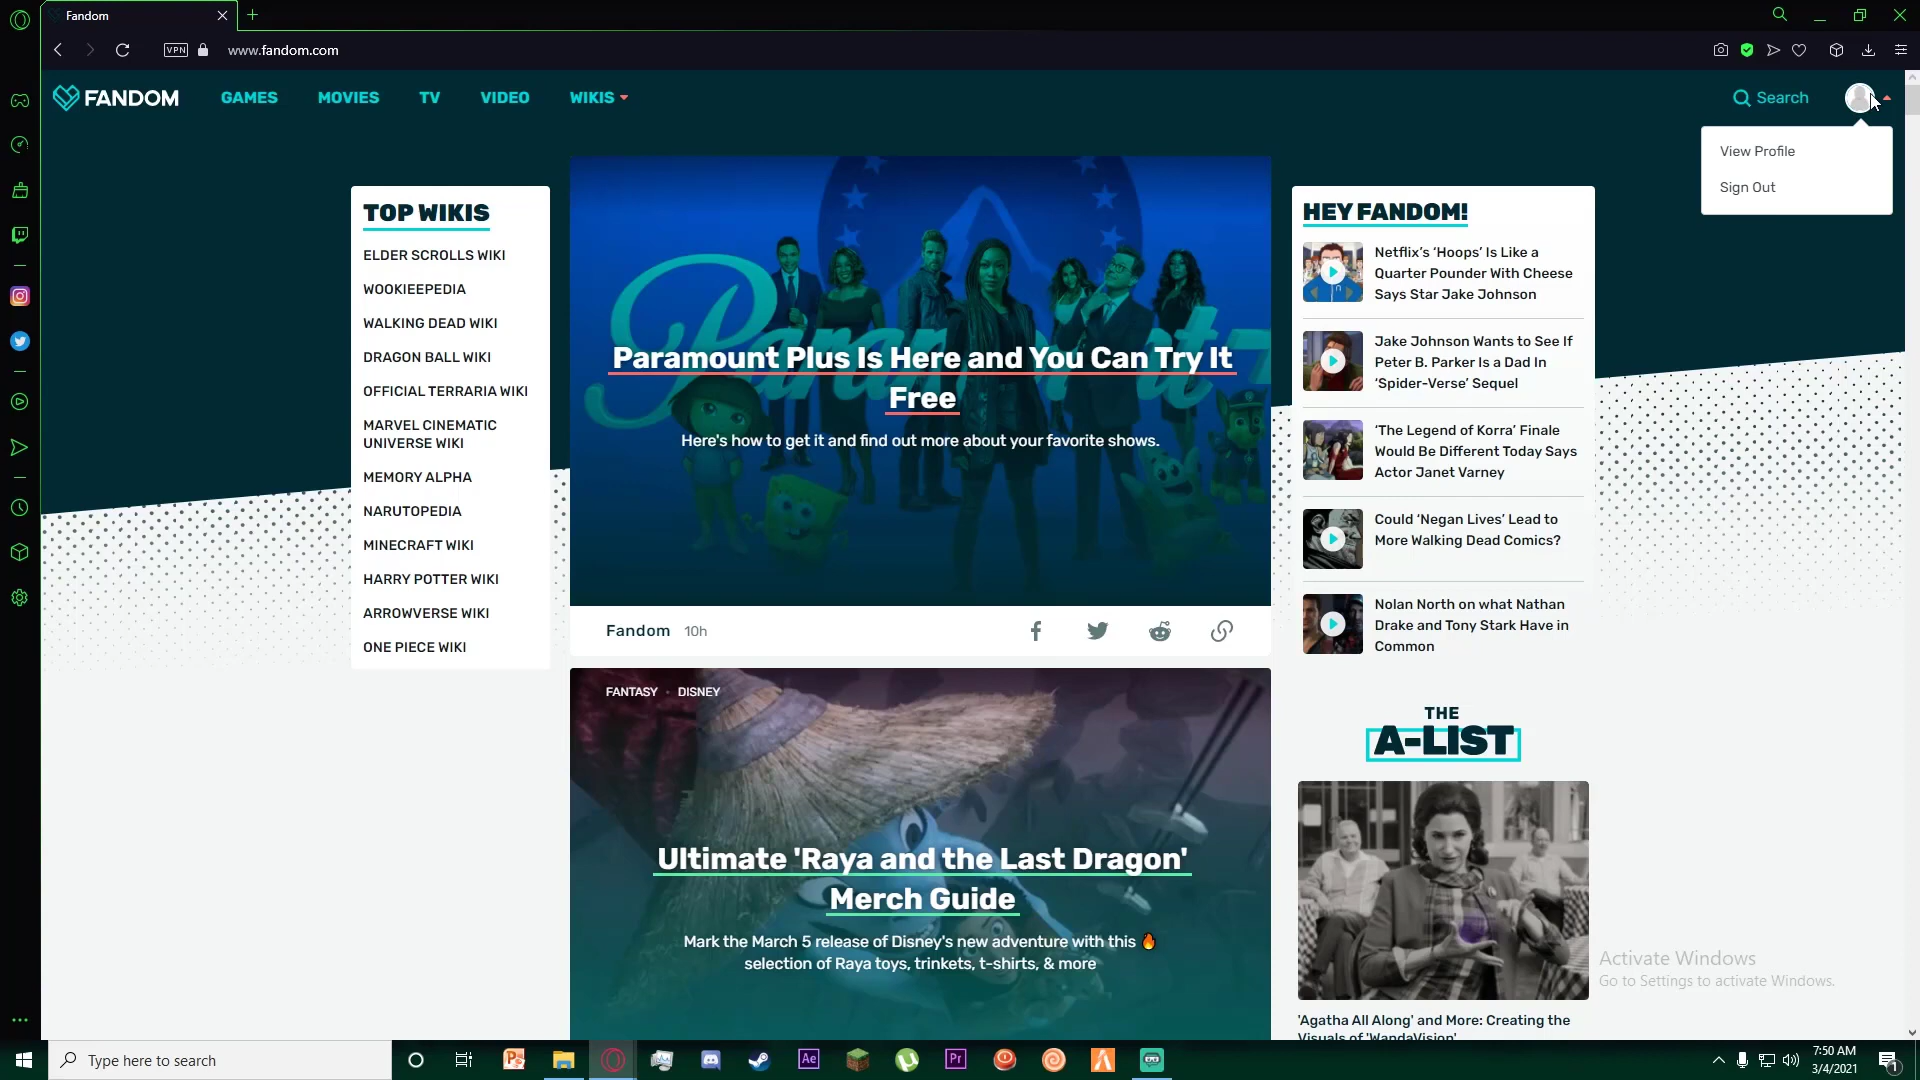 Fandom
VPN
www.fandom.com
FANDOM
GAMES
MOVIES
TV
VIDEO
WIKIS
Search
View Profile
Sign Out
TOP WIKIS
ELDER SCROLLS WIKI
WOOKIEEPEDIA
WALKING DEAD WIKI
DRAGON BALL WIKI
OFFICIAL TERRARIA WIKI
MARVEL CINEMATIC
UNIVERSE WIKI
MEMORY ALPHA
NARUTOPEDIA
MINECRAFT WIKI
HARRY POTTER WIKI
ARROWVERSE WIKI
ONE PIECE WIKI
Paramount Plus Is Here and You Can Try It
Free
Here's how to get it and find out more about your favorite shows.
Fandom 10h
FANTASY • DISNEY
Ultimate 'Raya and the Last Dragon'
Merch Guide
Mark the March 5 release of Disney's new adventure with this 🔥
selection of Raya toys, trinkets, t-shirts, & more
HEY FANDOM!
Netflix's ‘Hoops’ Is Like a
Quarter Pounder With Cheese
Says Star Jake Johnson
Jake Johnson Wants to See If
Peter B. Parker Is a Dad In
‘Spider-Verse’ Sequel
‘The Legend of Korra’ Finale
Would Be Different Today Says
Actor Janet Varney
Could ‘Negan Lives’ Lead to
More Walking Dead Comics?
Nolan North on what Nathan
Drake and Tony Stark Have in
Common
THE
A-LIST
'Agatha All Along' and More: Creating the
Visuals of 'WandaVision'
Activate Windows
Go to Settings to activate Windows.
Type here to search
Ae
Pr
7:50 AM
3/4/2021
1